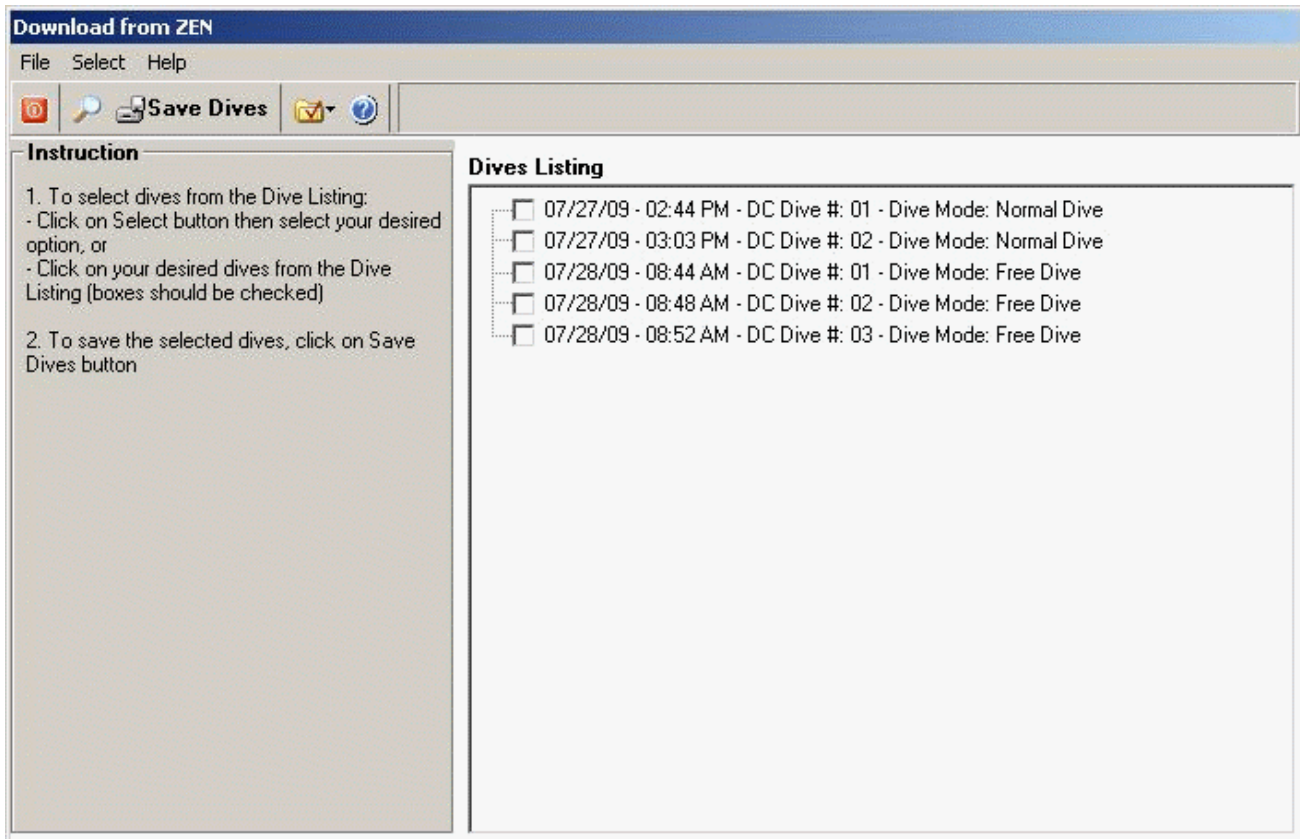 Download from ZEN
File Select Help
Save Dives
Instruction
1. To select dives from the Dive Listing:
- Click on Select button then select your desired
option, or
- Click on your desired dives from the Dive
Listing (boxes should be checked)
2. To save the selected dives, click on Save
Dives button
Dives Listing
07/27/09 - 02:44 PM - DC Dive #: 01 - Dive Mode: Normal Dive
07/27/09 - 03:03 PM - DC Dive #: 02 - Dive Mode: Normal Dive
07/28/09 - 08:44 AM - DC Dive #: 01 - Dive Mode: Free Dive
07/28/09 - 08:48 AM - DC Dive #: 02 - Dive Mode: Free Dive
07/28/09 - 08:52 AM - DC Dive #: 03 - Dive Mode: Free Dive